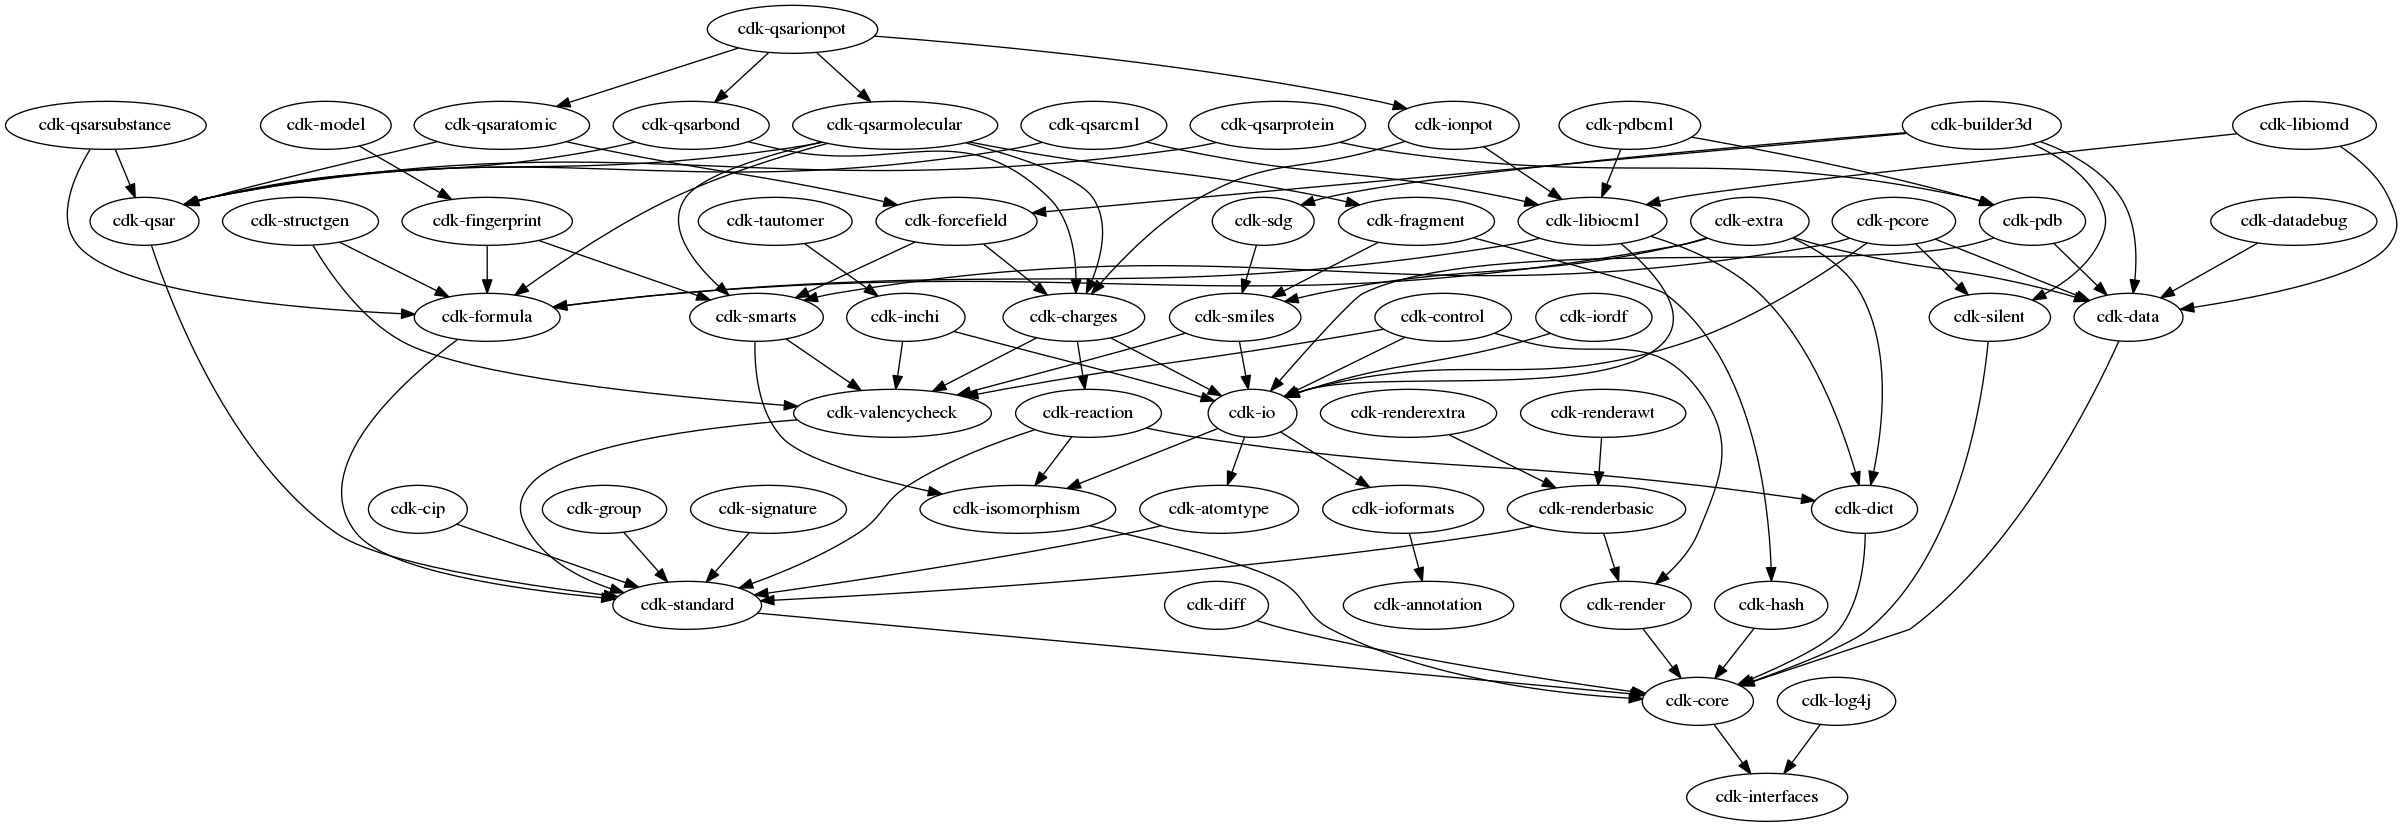 cdk-qsarionpot
cdk-qsarsubstance
cdk-model
cdk-qsaratomic
cdk-qsarbond
cdk-qsarmolecular
cdk-qsarcml
cdk-qsarprotein
cdk-ionpot
cdk-pdbcml
cdk-builder3d
cdk-libiomd
cdk-qsar
cdk-structgen
cdk-fingerprint
cdk-tautomer
cdk-forcefield
cdk-sdg
cdk-fragment
cdk-libiocml
cdk-extra
cdk-pcore
cdk-pdb
cdk-datadebug
cdk-formula
cdk-smarts
cdk-inchi
cdk-charges
cdk-smiles
cdk-control
cdk-iordf
cdk-silent
cdk-data
cdk-valencycheck
cdk-reaction
cdk-io
cdk-renderextra
cdk-renderawt
cdk-cip
cdk-group
cdk-signature
cdk-isomorphism
cdk-atomtype
cdk-ioformats
cdk-renderbasic
cdk-dict
cdk-standard
cdk-diff
cdk-annotation
cdk-render
cdk-hash
cdk-core
cdk-log4j
cdk-interfaces